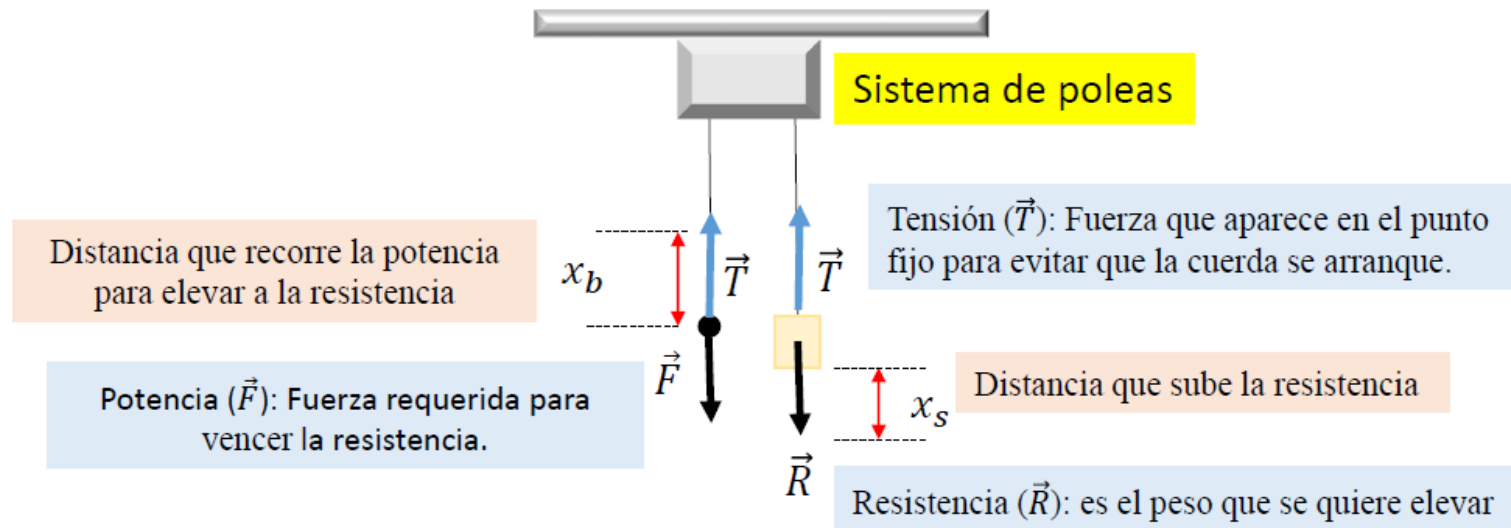 Sistema de poleas
Tensión (T⃗): Fuerza que aparece en el punto
fijo para evitar que la cuerda se arranque.
Distancia que recorre la potencia
para elevar a la resistencia
x_b
T⃗
T⃗
F⃗
Potencia (F⃗): Fuerza requerida para
vencer la resistencia.
Distancia que sube la resistencia
x_s
R⃗
Resistencia (R⃗): es el peso que se quiere elevar